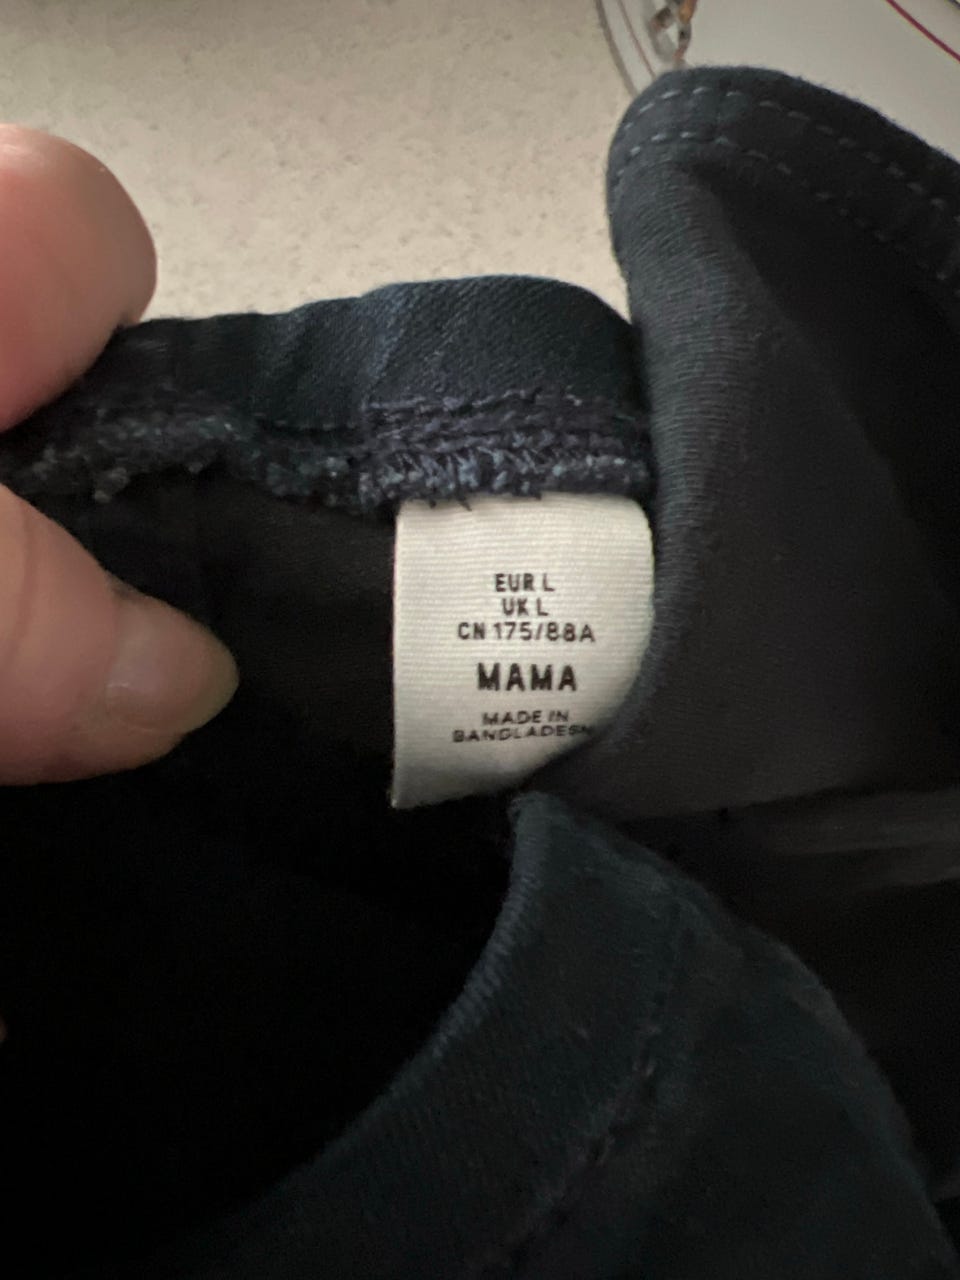 EUR L
UK L
CN 175/88A
MAMA
MADE IN
BANGLADESH